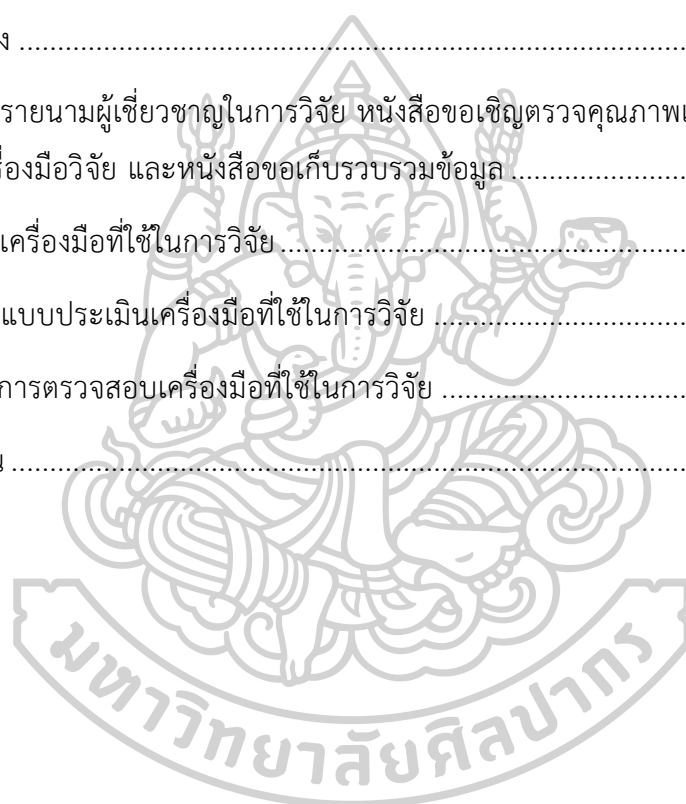 ง ........................................................................................
รายนามผู้เชี่ยวชาญในการวิจัย หนังสือขอเชิญตรวจคุณภาพเ
รื่องมือวิจัย และหนังสือขอเก็บรวบรวมข้อมูล .......................
เครื่องมือที่ใช้ในการวิจัย .....................................................
แบบประเมินเครื่องมือที่ใช้ในการวิจัย .................................
การตรวจสอบเครื่องมือที่ใช้ในการวิจัย ................................
น ........................................................................................
มหาวิทยาลัยศิลปากร